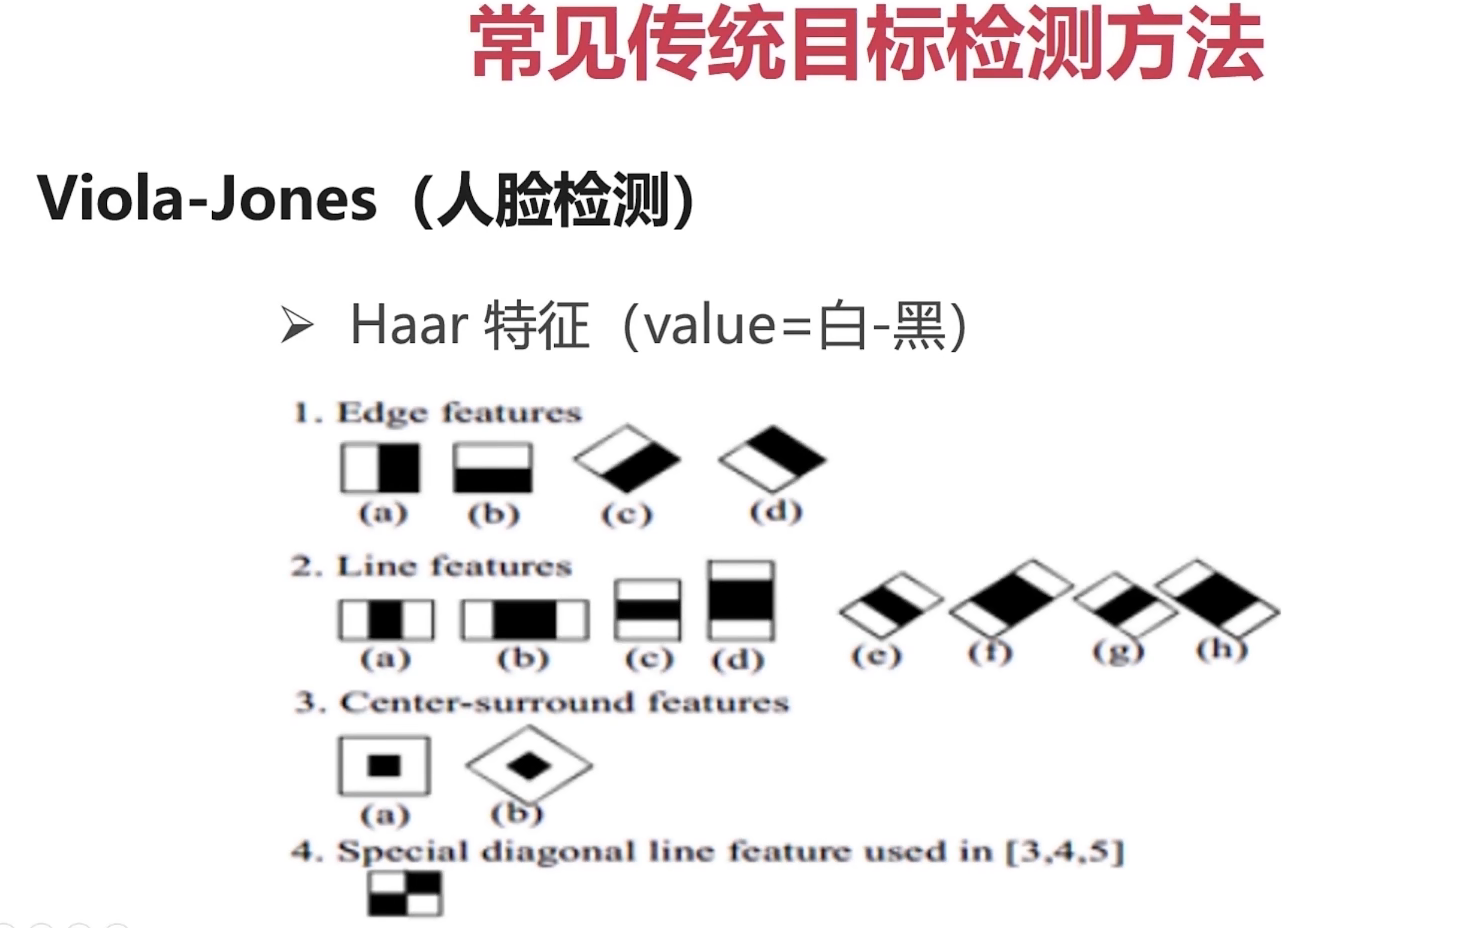 常见传统目标检测方法
Viola-Jones（人脸检测）
➢ Haar 特征（value=白-黑）
1. Edge features
(a) (b) (c) (d)
2. Line features
(a) (b) (c) (d) (e) (f) (g) (h)
3. Center-surround features
(a) (b)
4. Special diagonal line feature used in [3,4,5]